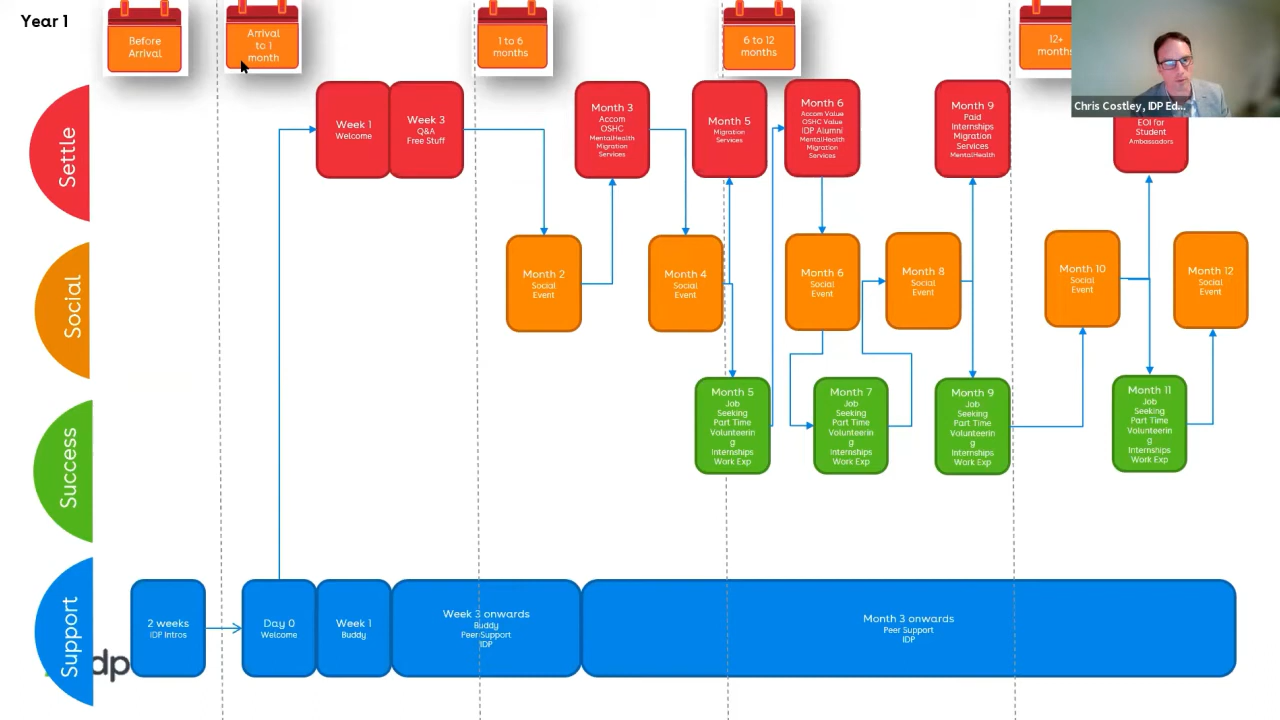 Year 1
Before
Arrival
Arrival
to 1
month
1 to 6
months
6 to 12
months
12+
months
Chris Costley, IDP Ed...
Settle
Week 1
Welcome
Week 3
Q&A
Free Stuff
Month 3
Accom
OSHC
MentalHealth
Migration
Services
Month 5
Migration
Services
Month 6
Accom Value
OSHC Value
IDP Alumni
MentalHealth
Migration
Services
Month 9
Paid
Internships
Migration
Services
MentalHealth
EOI for
Student
Ambassadors
Social
Month 2
Social
Event
Month 4
Social
Event
Month 6
Social
Event
Month 8
Social
Event
Month 10
Social
Event
Month 12
Social
Event
Success
Month 5
Job
Seeking
Part Time
Volunteerin
g
Internships
Work Exp
Month 7
Job
Seeking
Part Time
Volunteerin
g
Internships
Work Exp
Month 9
Job
Seeking
Part Time
Volunteerin
g
Internships
Work Exp
Month 11
Job
Seeking
Part Time
Volunteerin
g
Internships
Work Exp
Support
dp
2 weeks
IDP Intros
Day 0
Welcome
Week 1
Buddy
Week 3 onwards
Buddy
Peer Support
IDP
Month 3 onwards
Peer Support
IDP